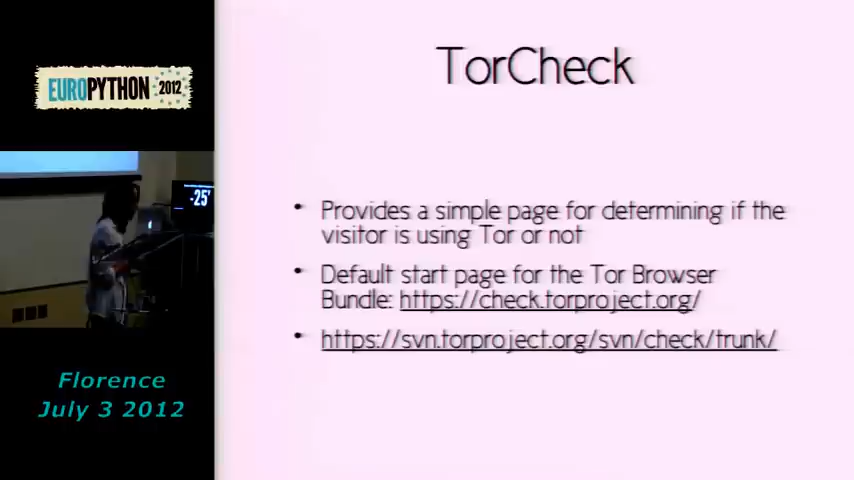 EUROPYTHON 2012
-25'
Florence
July 3 2012
TorCheck
• Provides a simple page for determining if the
visitor is using Tor or not
• Default start page for the Tor Browser
Bundle: https://check.torproject.org/
• https://svn.torproject.org/svn/check/trunk/